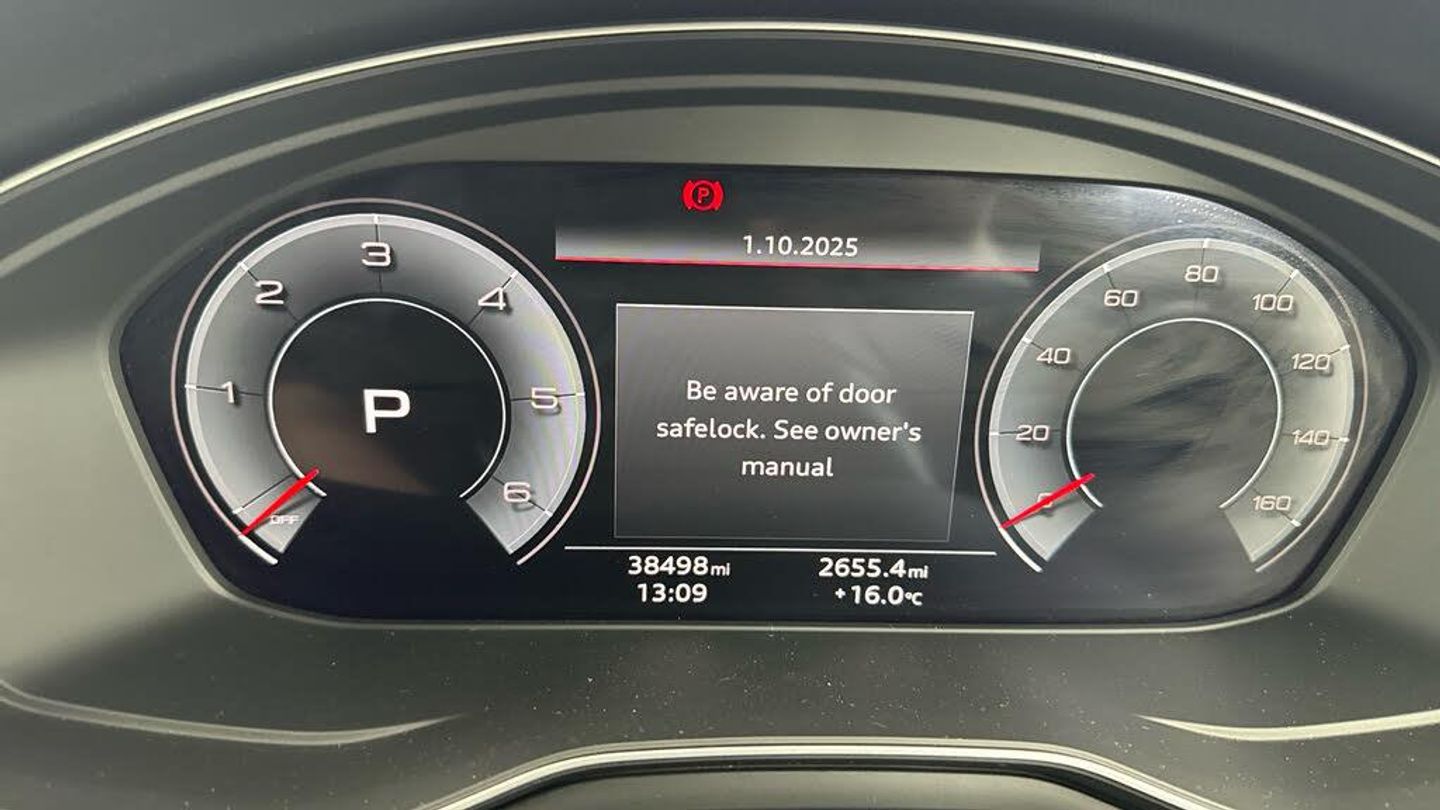 P
1.10.2025
3
2
4
1
5
6
OFF
P
Be aware of door
safelock. See owner's
manual
80
60
100
40
120
20
140
0
160
38498mi
2655.4mi
13:09
+16.0°C